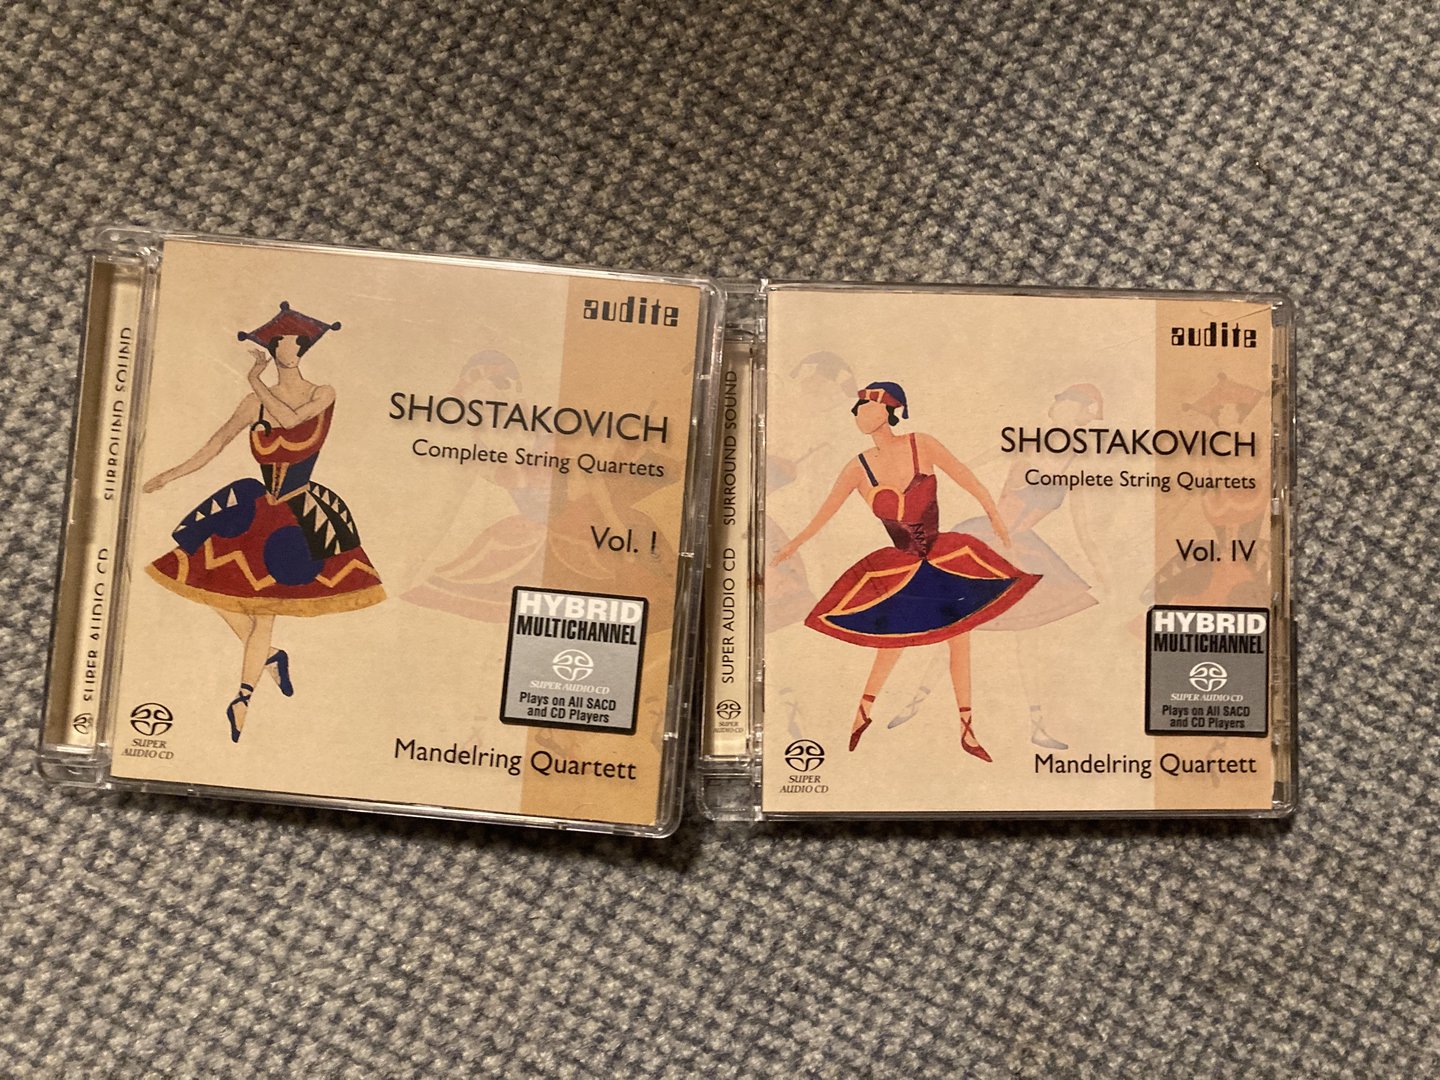 SUPER AUDIO CD SURROUND SOUND
audite
SHOSTAKOVICH
Complete String Quartets
Vol. I
HYBRID
MULTICHANNEL
SUPER AUDIO CD
Plays on All SACD
and CD Players
SUPER
AUDIO CD
Mandelring Quartett
SUPER AUDIO CD SURROUND SOUND
SUPER
AUDIO CD
audite
SHOSTAKOVICH
Complete String Quartets
Vol. IV
HYBRID
MULTICHANNEL
SUPER AUDIO CD
Plays on All SACD
and CD Players
SUPER
AUDIO CD
Mandelring Quartett